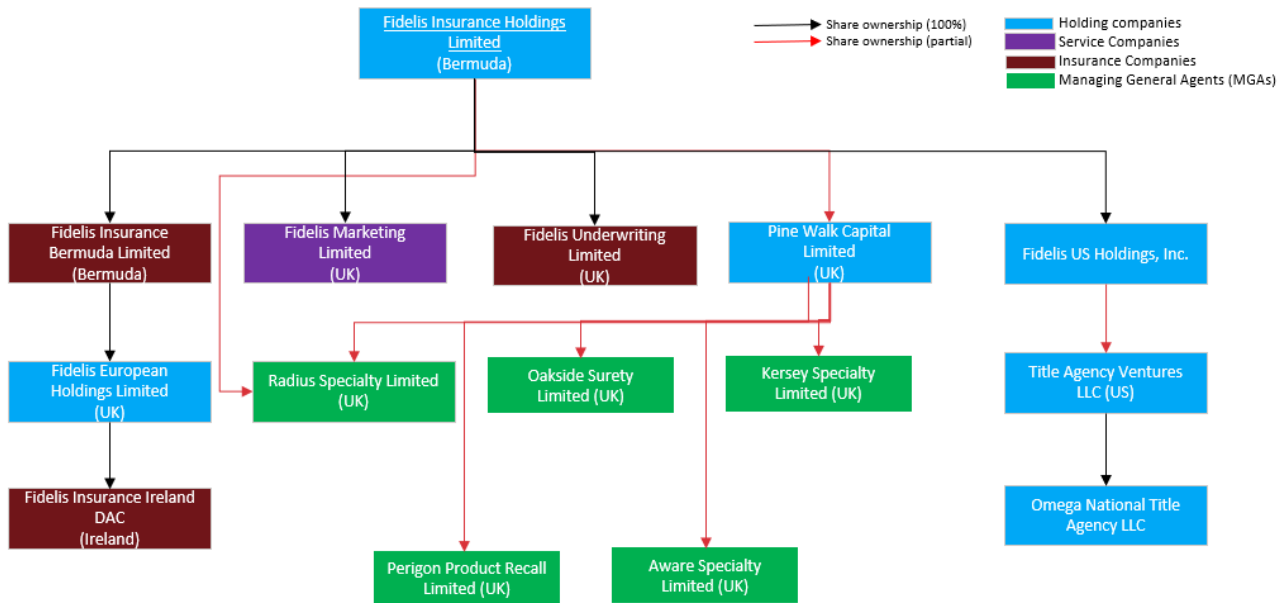 Fidelis Insurance Holdings
Limited
(Bermuda)
Share ownership (100%)
Share ownership (partial)
Holding companies
Service Companies
Insurance Companies
Managing General Agents (MGAs)
Fidelis Insurance
Bermuda Limited
(Bermuda)
Fidelis Marketing
Limited
(UK)
Fidelis Underwriting
Limited
(UK)
Pine Walk Capital
Limited
(UK)
Fidelis US Holdings, Inc.
Fidelis European
Holdings Limited
(UK)
Radius Specialty Limited
(UK)
Oakside Surety
Limited (UK)
Kersey Specialty
Limited (UK)
Title Agency Ventures
LLC (US)
Fidelis Insurance Ireland
DAC
(Ireland)
Omega National Title
Agency LLC
Perigon Product Recall
Limited (UK)
Aware Specialty
Limited (UK)